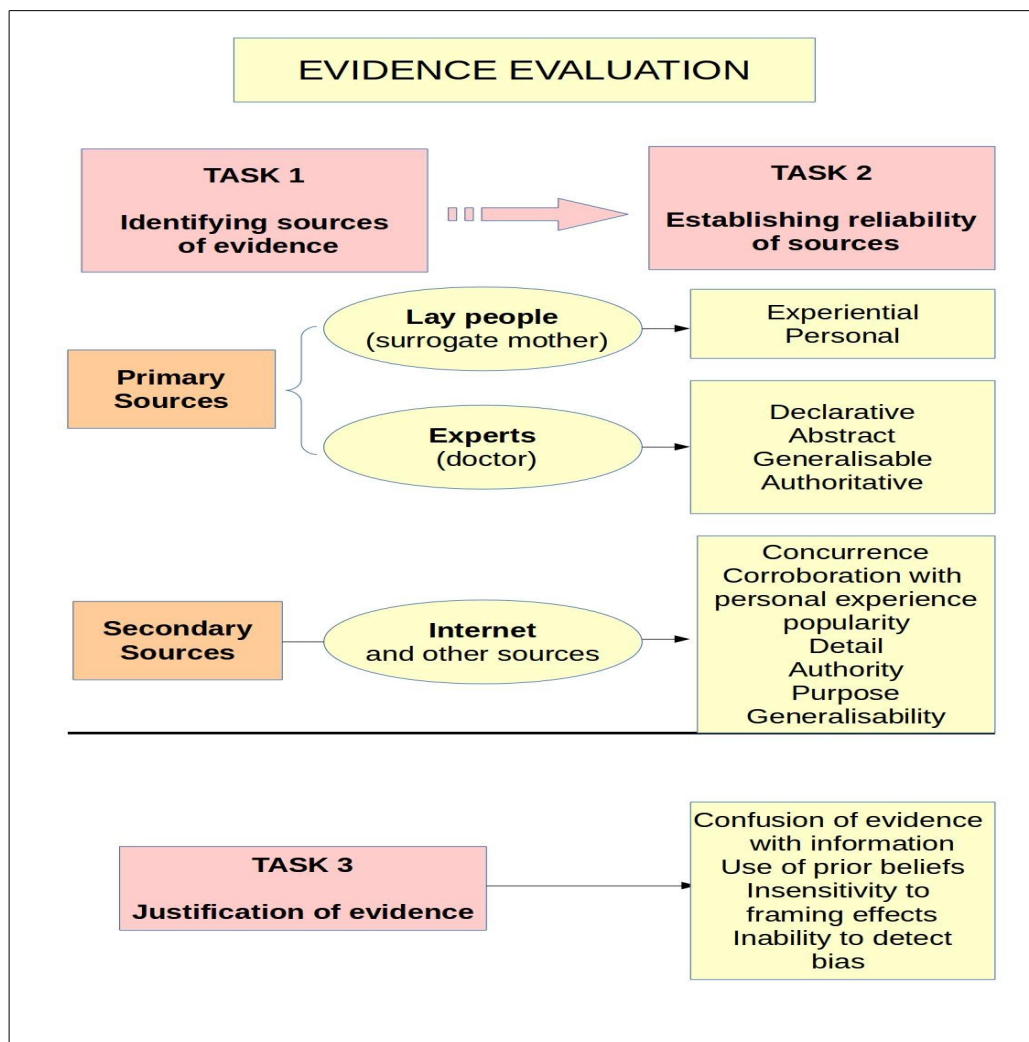 EVIDENCE EVALUATION
TASK 1
Identifying sources
of evidence
TASK 2
Establishing reliability
of sources
Primary
Sources
Lay people
(surrogate mother)
Experiential
Personal
Experts
(doctor)
Declarative
Abstract
Generalisable
Authoritative
Secondary
Sources
Internet
and other sources
Concurrence
Corroboration with
personal experience
popularity
Detail
Authority
Purpose
Generalisability
TASK 3
Justification of evidence
Confusion of evidence
with information
Use of prior beliefs
Insensitivity to
framing effects
Inability to detect
bias